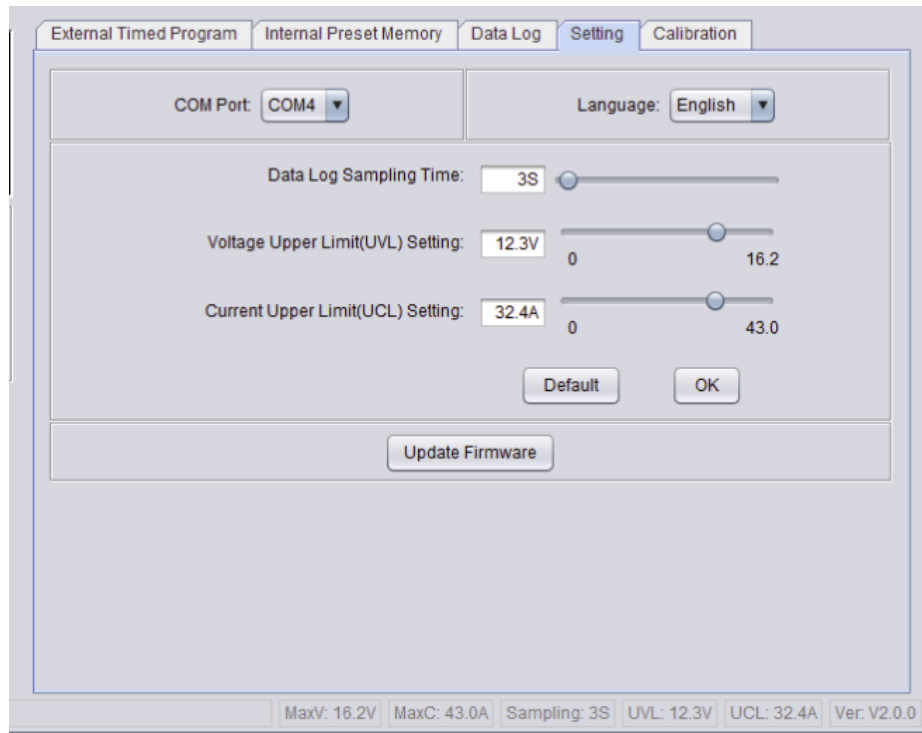 External Timed Program Internal Preset Memory Data Log Setting Calibration
COM Port: COM4 Language: English
Data Log Sampling Time: 3S
Voltage Upper Limit(UVL) Setting: 12.3V
0 16.2
Current Upper Limit(UCL) Setting: 32.4A
0 43.0
Default OK
Update Firmware
MaxV: 16.2V MaxC: 43.0A Sampling: 3S UVL: 12.3V UCL: 32.4A Ver: V2.0.0